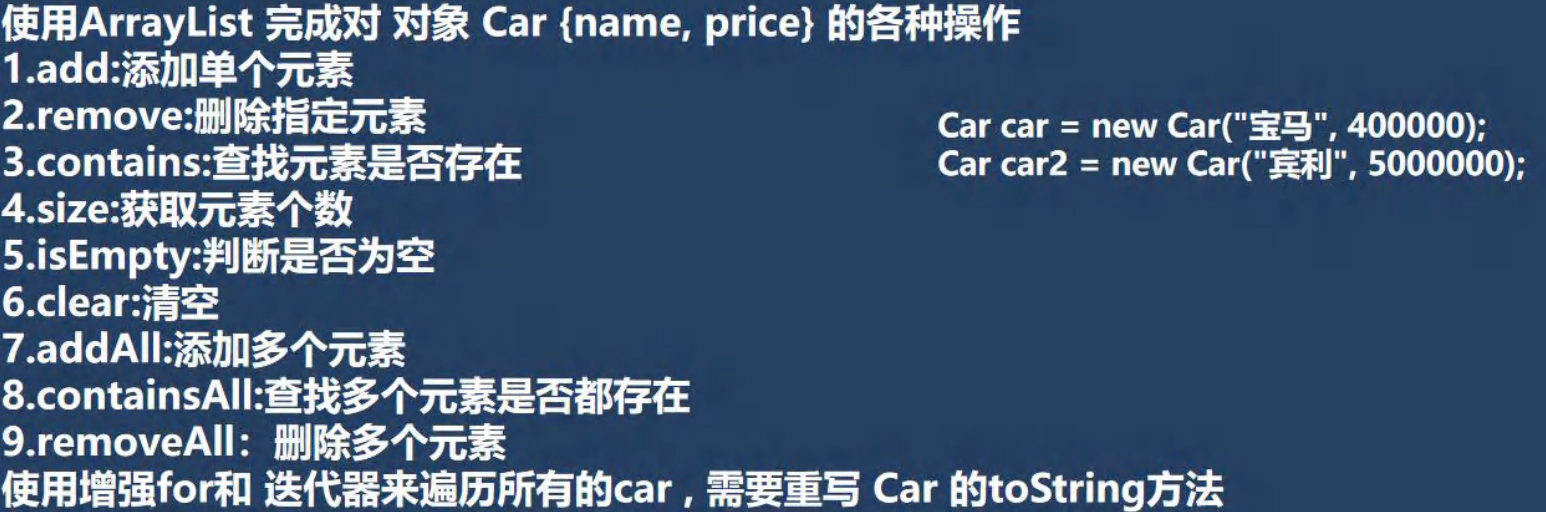 使用ArrayList 完成对 对象 Car {name, price} 的各种操作
1.add:添加单个元素
2.remove:删除指定元素
3.contains:查找元素是否存在
4.size:获取元素个数
5.isEmpty:判断是否为空
6.clear:清空
7.addAll:添加多个元素
8.containsAll:查找多个元素是否都存在
9.removeAll：删除多个元素
使用增强for和 迭代器来遍历所有的car , 需要重写 Car 的toString方法
Car car = new Car("宝马", 400000);
Car car2 = new Car("宾利", 5000000);